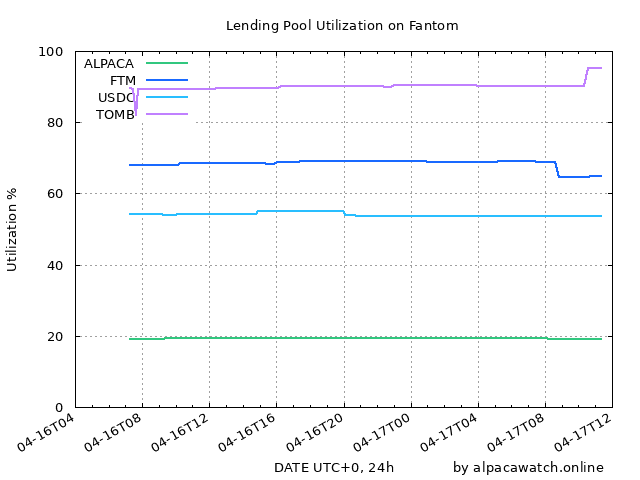 Lending Pool Utilization on Fantom
100
80
60
40
20
0
Utilization %
ALPACA
FTM
USDC
TOMB
04-16T04
04-16T08
04-16T12
04-16T16
04-16T20
04-17T00
04-17T04
04-17T08
04-17T12
DATE UTC+0, 24h
by alpacawatch.online